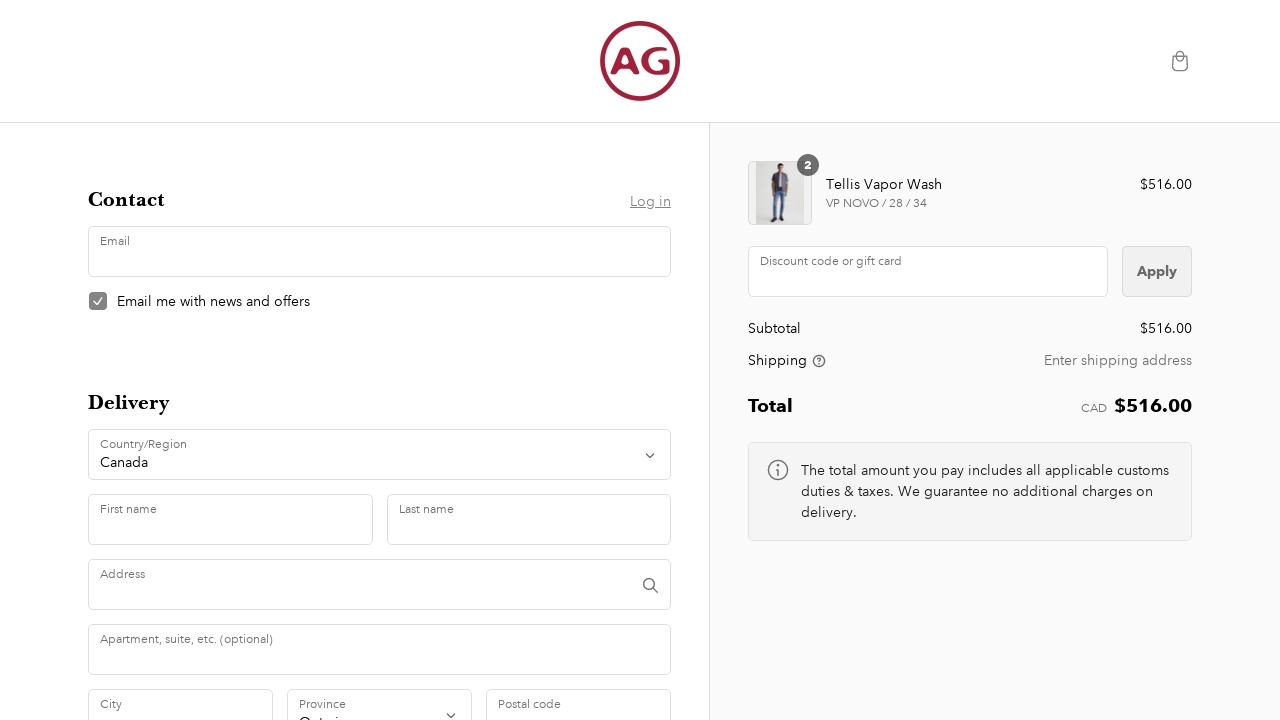 AG
Contact
Log in
Email
Email me with news and offers
Delivery
Country/Region
Canada
First name
Last name
Address
Apartment, suite, etc. (optional)
City
Province
Postal code
2
Tellis Vapor Wash
VP NOVO / 28 / 34
$516.00
Discount code or gift card
Apply
Subtotal
$516.00
Shipping
Enter shipping address
Total
CAD $516.00
The total amount you pay includes all applicable customs
duties & taxes. We guarantee no additional charges on
delivery.